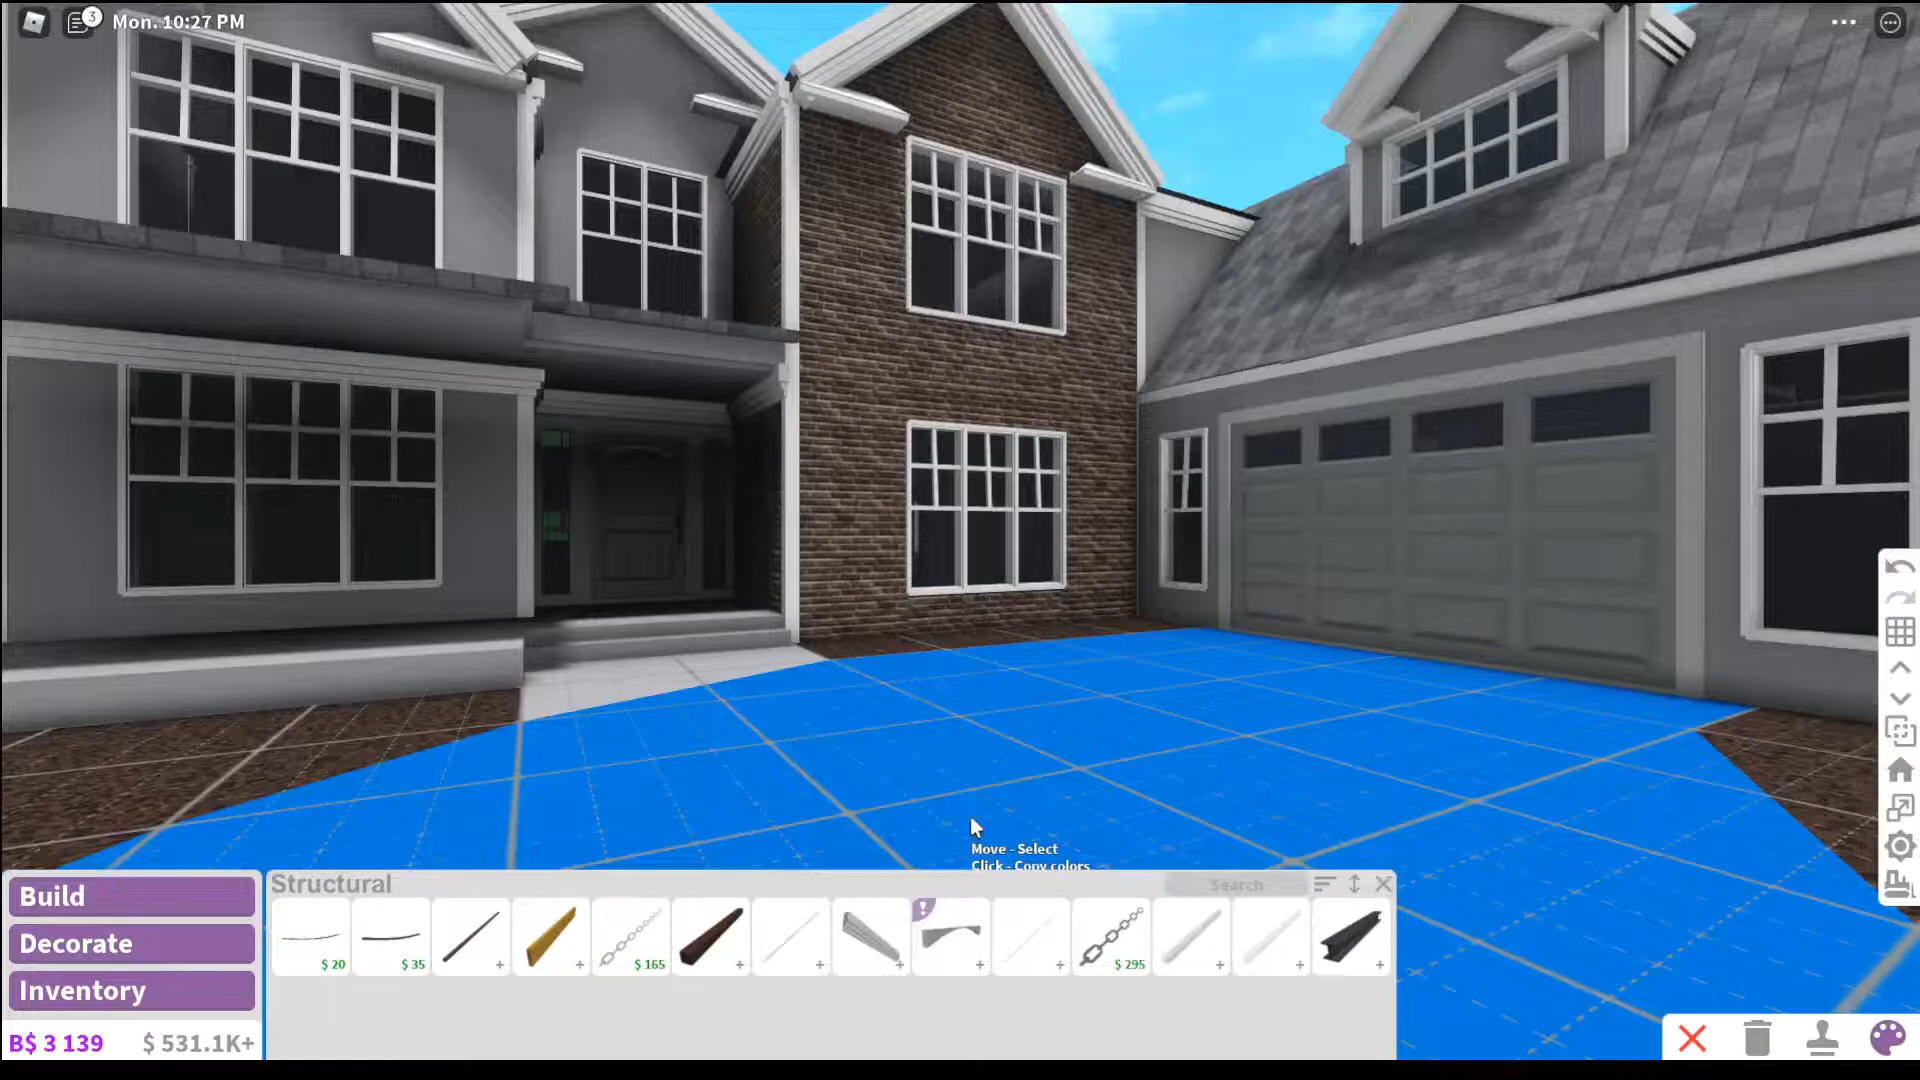 3
Mon. 10:27 PM
Move - Select
Click - Copy colors
Build
Decorate
Inventory
B$ 3 139
$ 531.1K+
Structural
Search
$ 20
$ 35
+
+
$ 165
+
+
+
!
+
+
$ 295
+
+
+